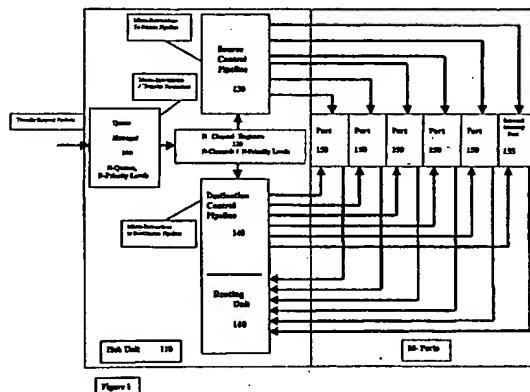 Micro-Instructions
To Source Pipeline
Source
Control
Pipeline
130
Micro-Instructions
/ Transfer Parameters
Transfer Request Packets
Queue
Manager
100
N-Queues,
N-Priority Levels
N Channel Registers
120
N-Channels / N-Priority Levels
Port
150
Port
150
Port
150
Port
150
Port
150
Internal
Memory
Port
155
Destination
Control
Pipeline
140
Micro-Instructions
to Destination Pipeline
Routing
Unit
160
Hub Unit 110
M- Ports
Figure 1